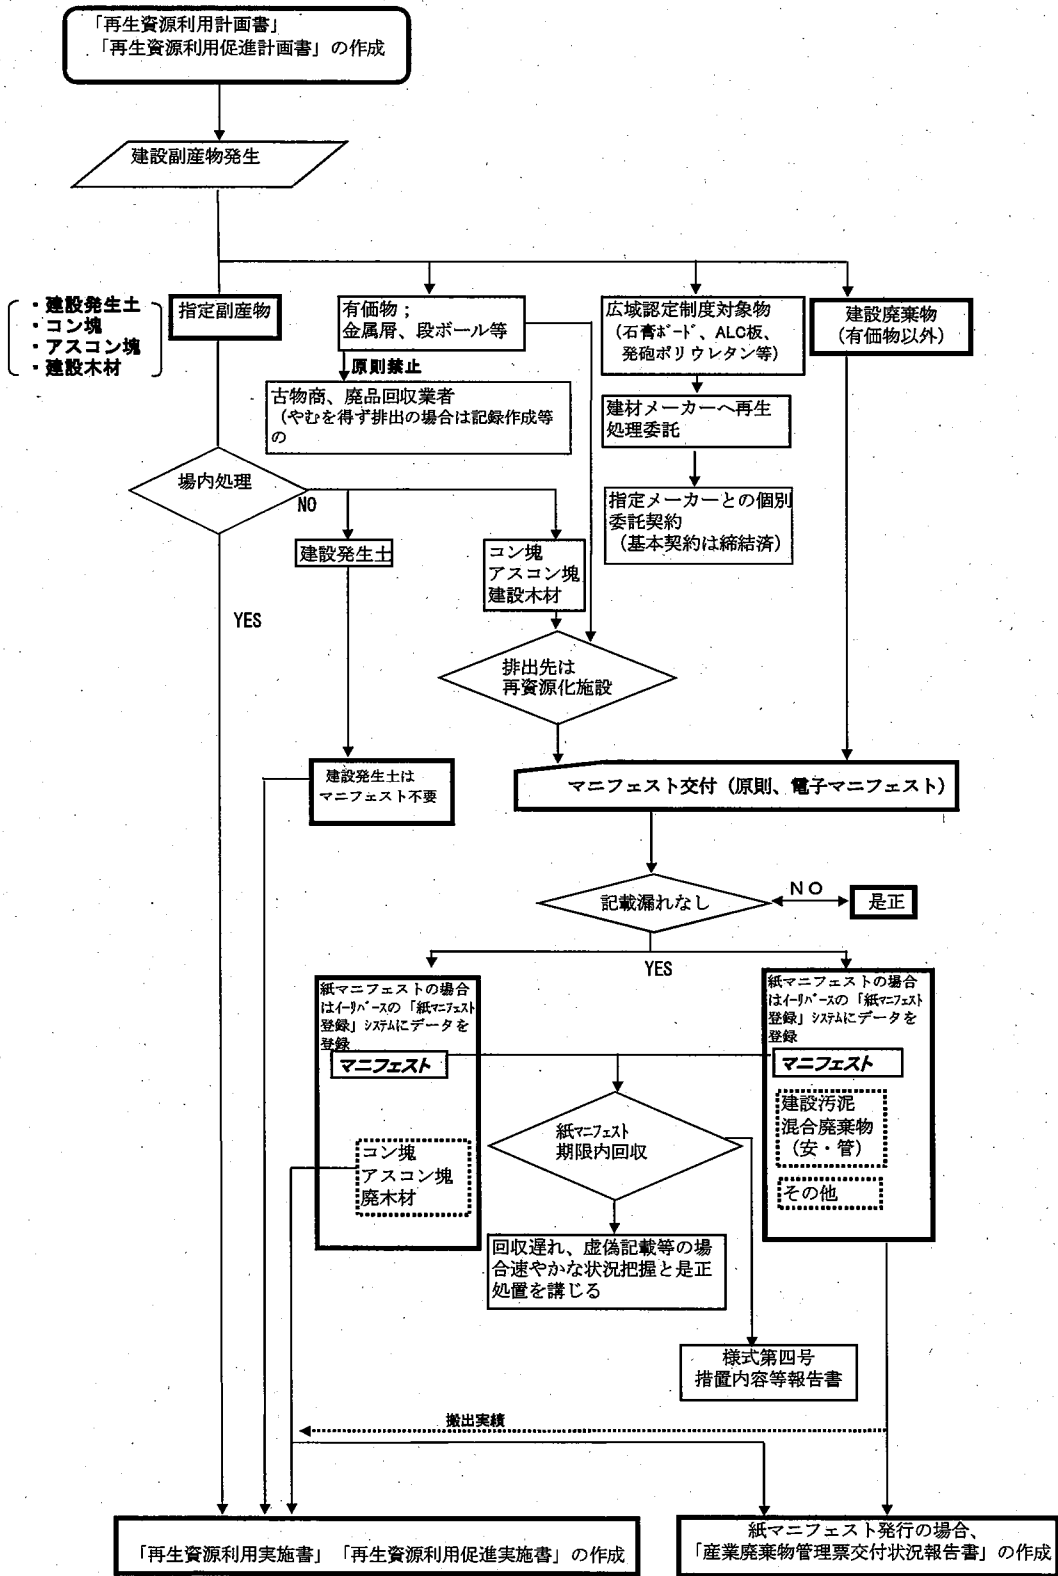 「再生資源利用計画書」
「再生資源利用促進計画書」の作成
建設副産物発生
・建設発生土
・コン塊
・アスコン塊
・建設木材
指定副産物
有価物；
金属屑、段ボール等
広域認定制度対象物
（石膏ﾎﾞｰﾄﾞ、ALC板、
発砲ポリウレタン等）
建設廃棄物
（有価物以外）
原則禁止
古物商、廃品回収業者
（やむを得ず排出の場合は記録作成等
の
建材メーカーへ再生
処理委託
場内処理
NO
指定メーカーとの個別
委託契約
（基本契約は締結済）
建設発生土
コン塊
アスコン塊
建設木材
YES
排出先は
再資源化施設
建設発生土は
マニフェスト不要
マニフェスト交付（原則、電子マニフェスト）
記載漏れなし
ＮＯ
是正
YES
紙マニフェストの場合
はｲｰﾘﾊﾞｰｽの「紙ﾏﾆﾌｪｽﾄ
登録」ｼｽﾃﾑにデータを
登録
マニフェスト
コン塊
アスコン塊
廃木材
紙マニフェストの場合
はｲｰﾘﾊﾞｰｽの「紙ﾏﾆﾌｪｽﾄ
登録」ｼｽﾃﾑにデータを
登録
マニフェスト
建設汚泥
混合廃棄物
（安・管）
その他
紙ﾏﾆﾌｪｽﾄ
期限内回収
回収遅れ、虚偽記載等の場
合速やかな状況把握と是正
処置を講じる
様式第四号
措置内容等報告書
搬出実績
「再生資源利用実施書」「再生資源利用促進実施書」の作成
紙マニフェスト発行の場合、
「産業廃棄物管理票交付状況報告書」の作成